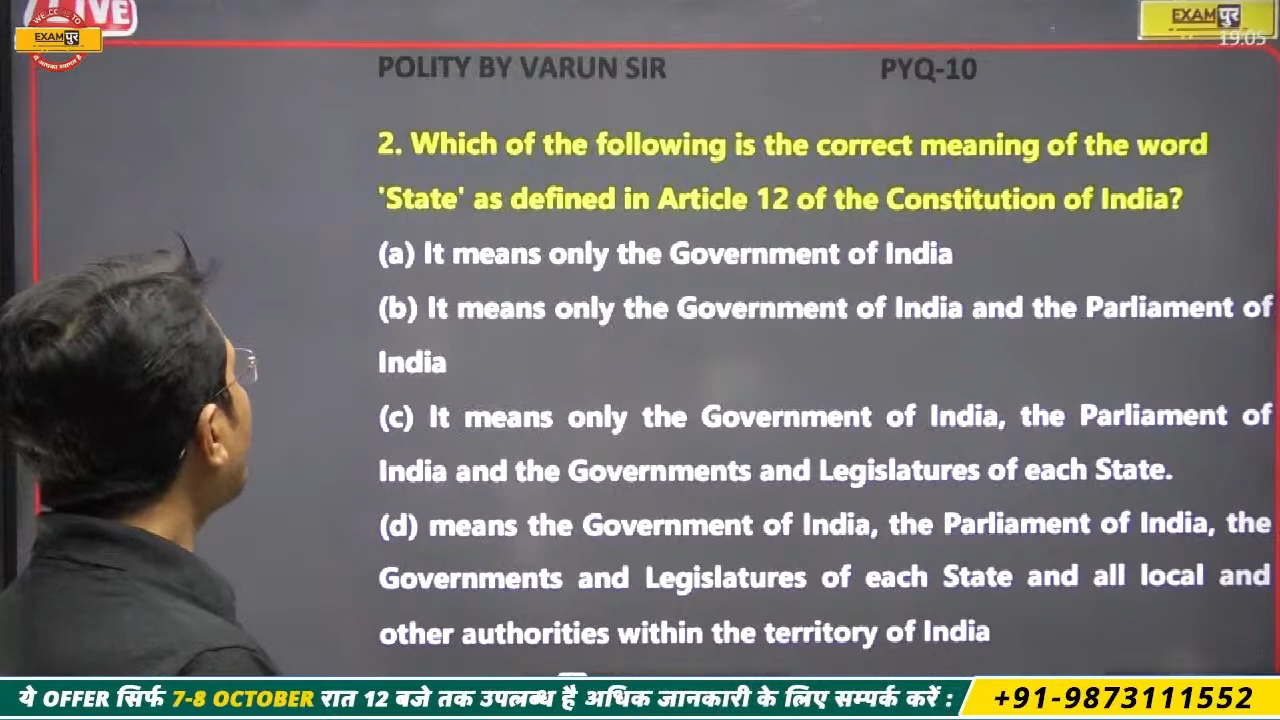 LIVE
WELCOME TO
EXAMपुर
EXAMपुर
19:05
POLITY BY VARUN SIR PYQ-10
2. Which of the following is the correct meaning of the word
'State' as defined in Article 12 of the Constitution of India?
(a) It means only the Government of India
(b) It means only the Government of India and the Parliament of
India
(c) It means only the Government of India, the Parliament of
India and the Governments and Legislatures of each State.
(d) means the Government of India, the Parliament of India, the
Governments and Legislatures of each State and all local and
other authorities within the territory of India
ये OFFER सिर्फ 7-8 OCTOBER रात 12 बजे तक उपलब्ध है अधिक जानकारी के लिए सम्पर्क करें : +91-9873111552